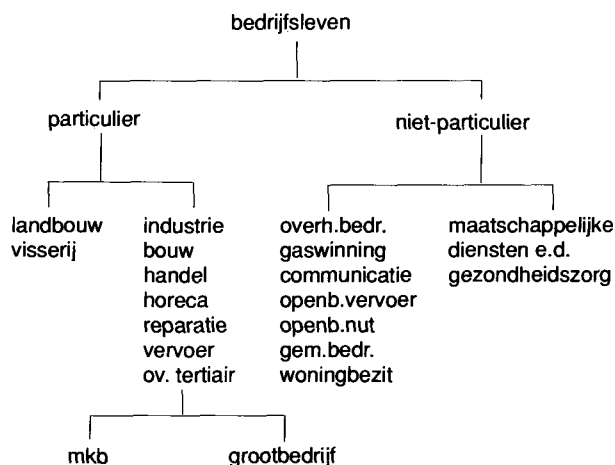 bedrijfsleven
particulier
niet-particulier
landbouw
visserij
industrie
bouw
handel
horeca
reparatie
vervoer
ov. tertiair
overh.bedr.
gaswinning
communicatie
openb.vervoer
openb.nut
gem.bedr.
woningbezit
maatschappelijke
diensten e.d.
gezondheidszorg
mkb
grootbedrijf